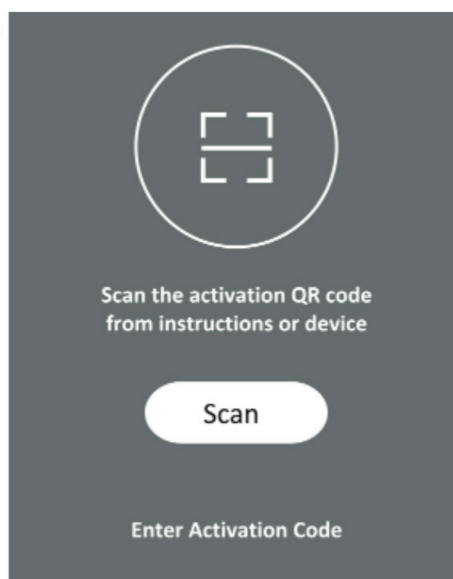 Scan the activation QR code
from instructions or device
Scan
Enter Activation Code